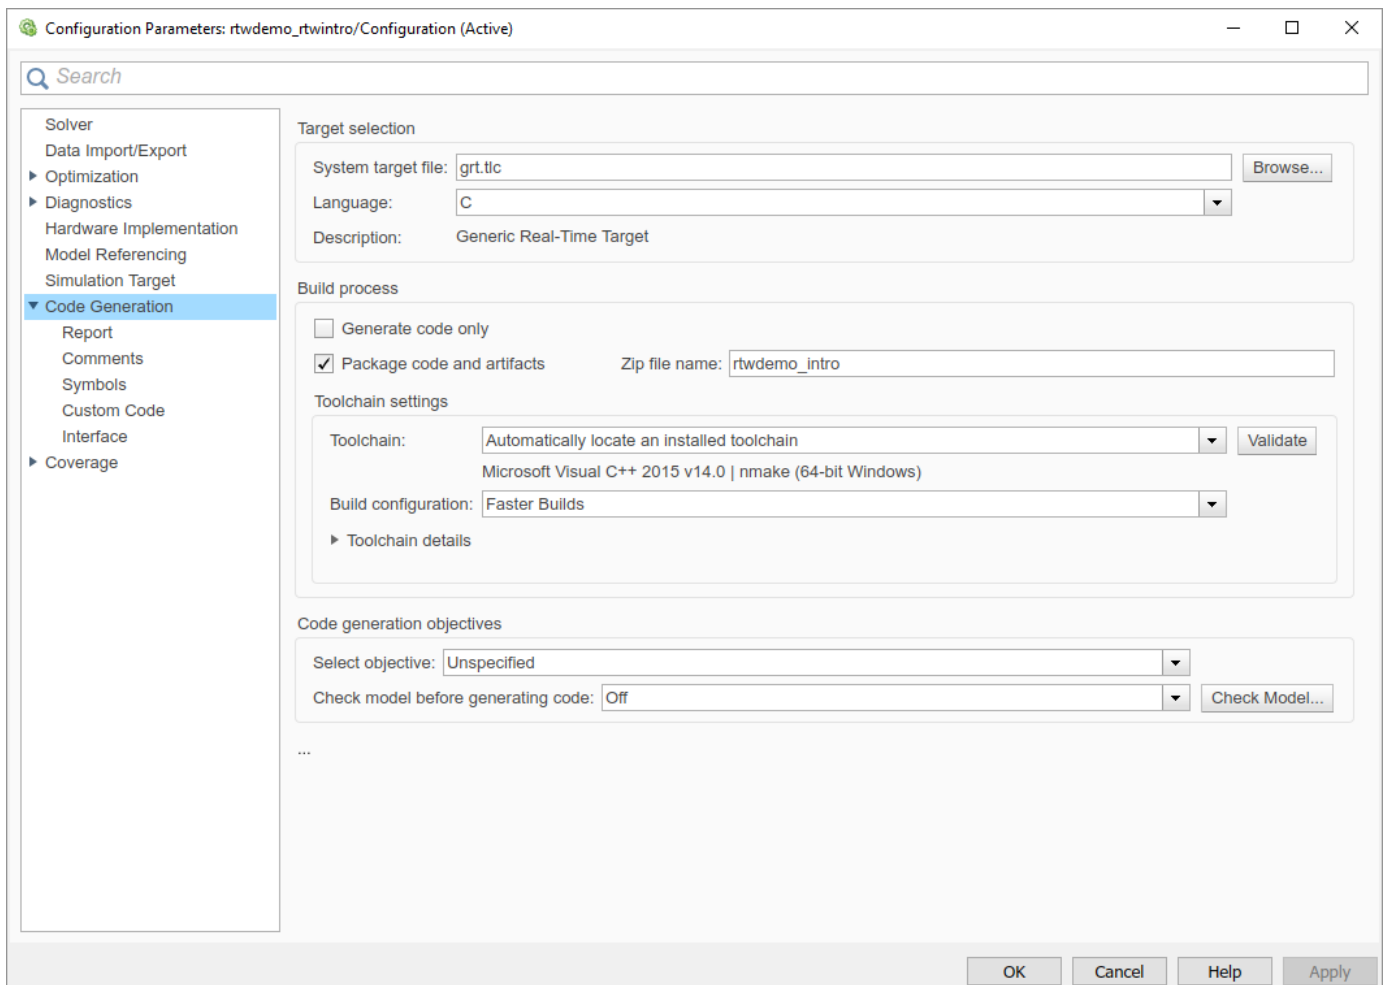 Configuration Parameters: rtwdemo_rtwintro/Configuration (Active)
Search
Solver
Data Import/Export
Optimization
Diagnostics
Hardware Implementation
Model Referencing
Simulation Target
Code Generation
Report
Comments
Symbols
Custom Code
Interface
Coverage
Target selection
System target file: grt.tlc Browse...
Language: C
Description: Generic Real-Time Target
Build process
Generate code only
Package code and artifacts Zip file name: rtwdemo_intro
Toolchain settings
Toolchain: Automatically locate an installed toolchain Validate
Microsoft Visual C++ 2015 v14.0 | nmake (64-bit Windows)
Build configuration: Faster Builds
Toolchain details
Code generation objectives
Select objective: Unspecified
Check model before generating code: Off Check Model...
...
OK Cancel Help Apply